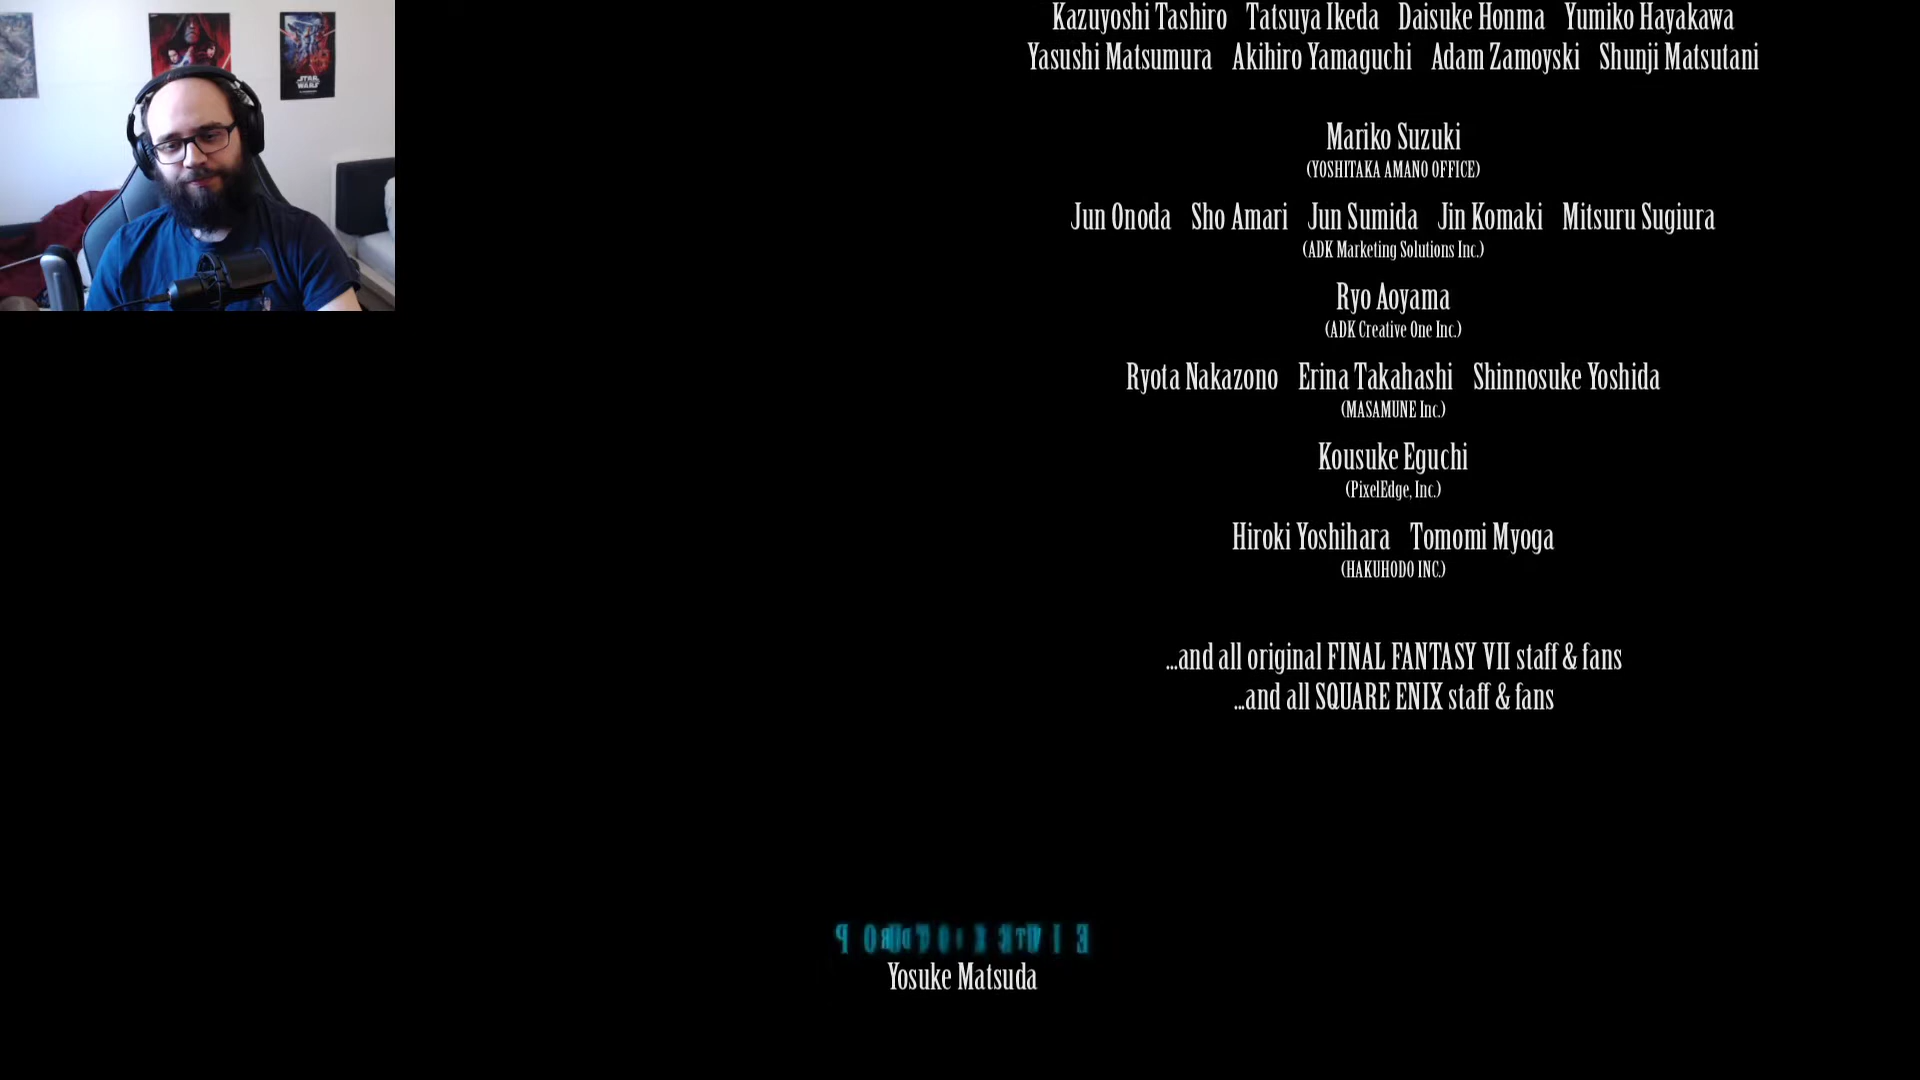 Kazuyoshi Tashiro Tatsuya Ikeda Daisuke Honma Yumiko Hayakawa
Yasushi Matsumura Akihiro Yamaguchi Adam Zamoyski Shunji Matsutani
STAR
WARS
Mariko Suzuki
(YOSHITAKA AMANO OFFICE)
Jun Onoda Sho Amari Jun Sumida Jin Komaki Mitsuru Sugiura
(ADK Marketing Solutions Inc.)
Ryo Aoyama
(ADK Creative One Inc.)
Ryota Nakazono Erina Takahashi Shinnosuke Yoshida
(MASAMUNE Inc.)
Kousuke Eguchi
(PixelEdge, Inc.)
Hiroki Yoshihara Tomomi Myoga
(HAKUHODO INC.)
...and all original FINAL FANTASY VII staff & fans
...and all SQUARE ENIX staff & fans
Yosuke Matsuda